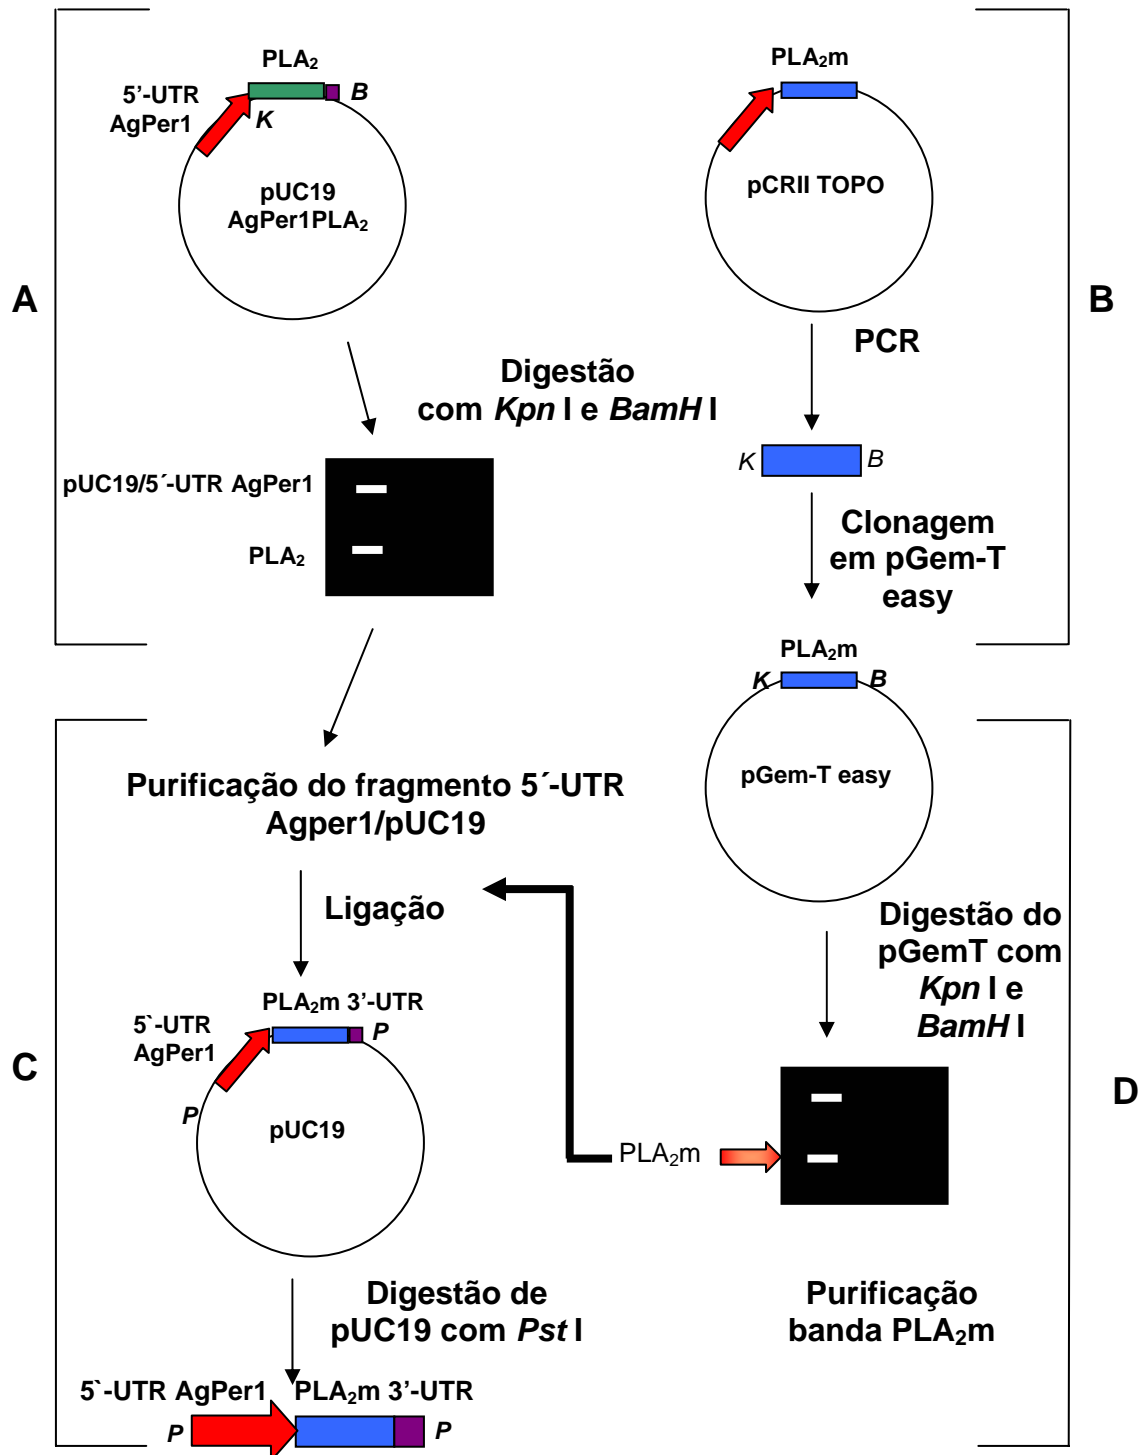 A
PLA₂
5’-UTR
AgPer1
K
B
pUC19
AgPer1PLA₂
Digestão
com Kpn I e BamH I
pUC19/5´-UTR AgPer1
PLA₂
B
PLA₂m
pCRII TOPO
PCR
K
B
Clonagem
em pGem-T
easy
PLA₂m
K
B
pGem-T easy
C
Purificação do fragmento 5´-UTR
Agper1/pUC19
Ligação
PLA₂m 3’-UTR
5`-UTR
AgPer1
P
P
pUC19
Digestão de
pUC19 com Pst I
5`-UTR AgPer1
PLA₂m 3’-UTR
P
P
D
Digestão do
pGemT com
Kpn I e
BamH I
PLA₂m
Purificação
banda PLA₂m